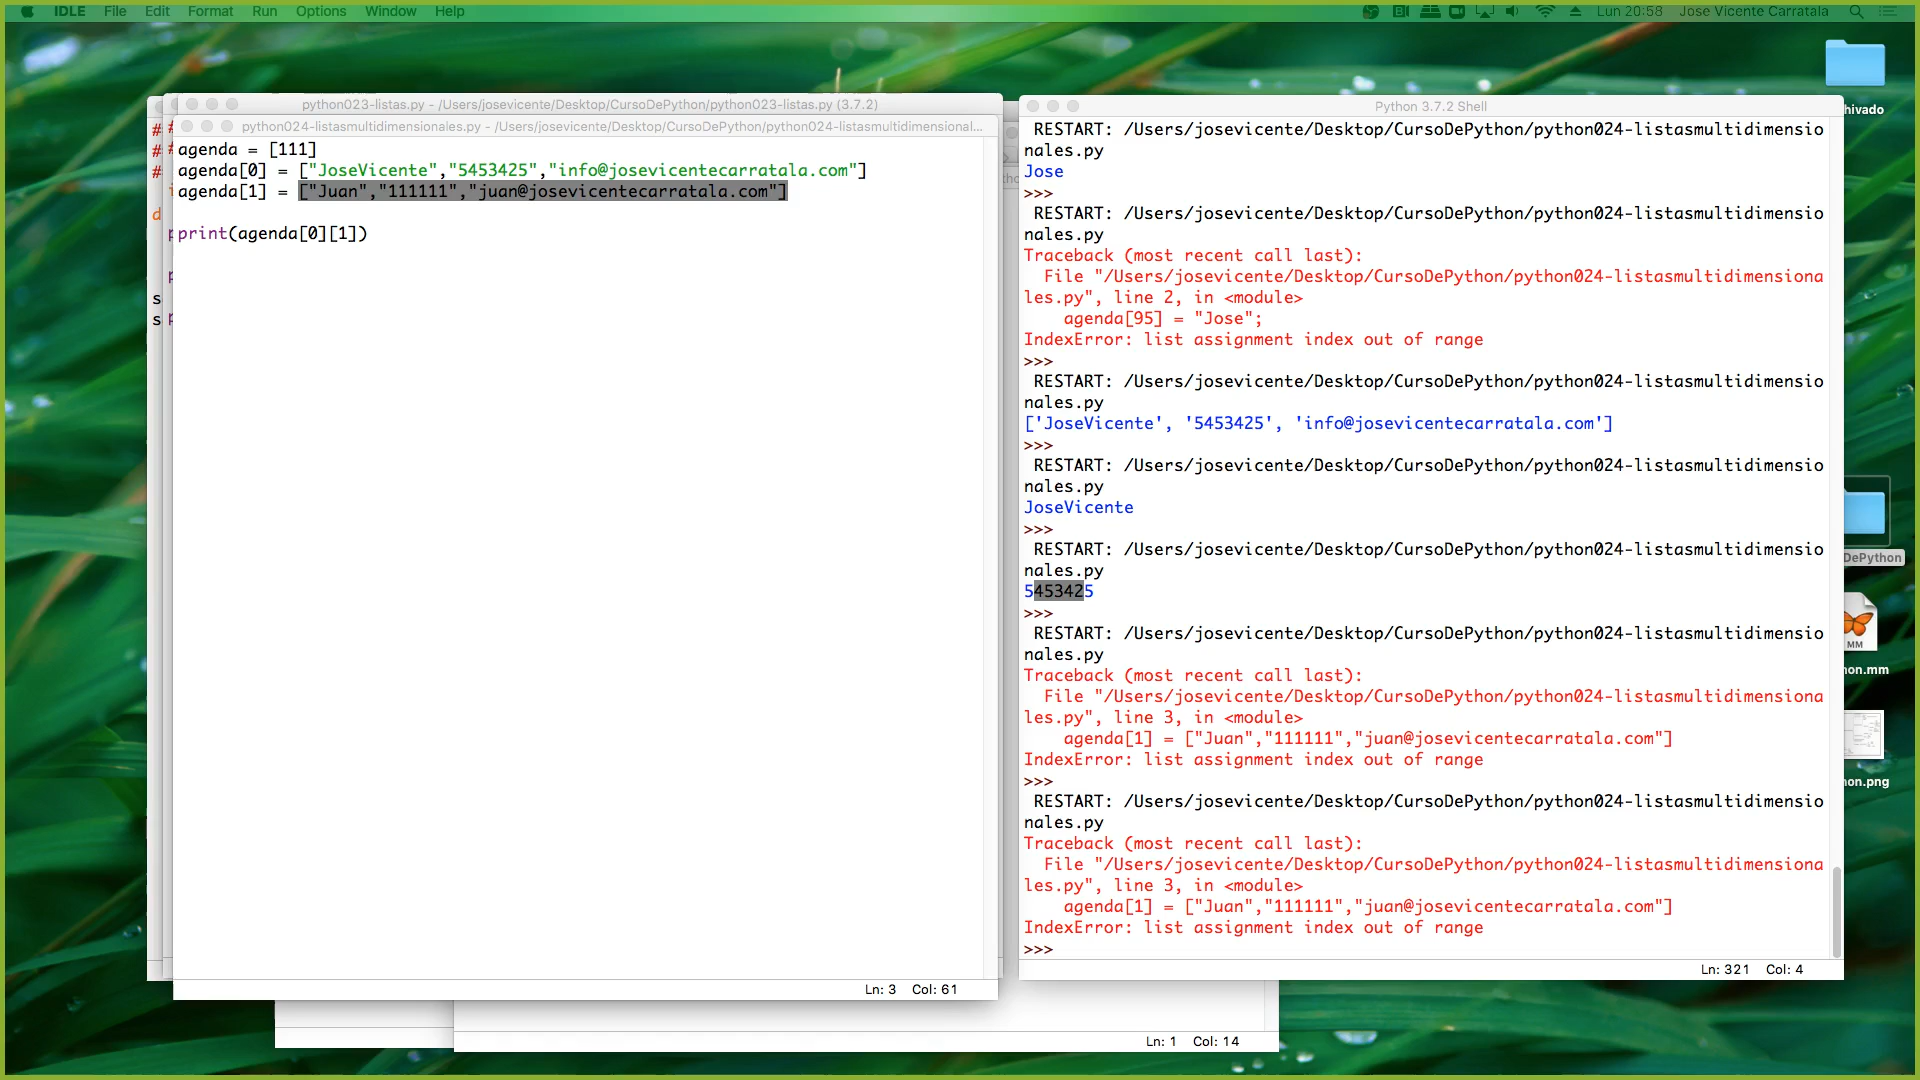 IDLE File Edit Format Run Options Window Help
Lun 20:58 Jose Vicente Carratala
python023-listas.py - /Users/josevicente/Desktop/CursoDePython/python023-listas.py (3.7.2)
python024-listasmultidimensionales.py - /Users/josevicente/Desktop/CursoDePython/python024-listasmultidimensional...
agenda = [111]
agenda[0] = ["JoseVicente","5453425","info@josevicentecarratala.com"]
agenda[1] = ["Juan","111111","juan@josevicentecarratala.com"]
print(agenda[0][1])
Ln: 3 Col: 61
Ln: 1 Col: 14
Python 3.7.2 Shell
RESTART: /Users/josevicente/Desktop/CursoDePython/python024-listasmultidimensio
nales.py
Jose
>>>
RESTART: /Users/josevicente/Desktop/CursoDePython/python024-listasmultidimensio
nales.py
Traceback (most recent call last):
File "/Users/josevicente/Desktop/CursoDePython/python024-listasmultidimensiona
les.py", line 2, in <module>
agenda[95] = "Jose";
IndexError: list assignment index out of range
>>>
RESTART: /Users/josevicente/Desktop/CursoDePython/python024-listasmultidimensio
nales.py
['JoseVicente', '5453425', 'info@josevicentecarratala.com']
>>>
RESTART: /Users/josevicente/Desktop/CursoDePython/python024-listasmultidimensio
nales.py
JoseVicente
>>>
RESTART: /Users/josevicente/Desktop/CursoDePython/python024-listasmultidimensio
nales.py
5453425
>>>
RESTART: /Users/josevicente/Desktop/CursoDePython/python024-listasmultidimensio
nales.py
Traceback (most recent call last):
File "/Users/josevicente/Desktop/CursoDePython/python024-listasmultidimensiona
les.py", line 3, in <module>
agenda[1] = ["Juan","111111","juan@josevicentecarratala.com"]
IndexError: list assignment index out of range
>>>
RESTART: /Users/josevicente/Desktop/CursoDePython/python024-listasmultidimensio
nales.py
Traceback (most recent call last):
File "/Users/josevicente/Desktop/CursoDePython/python024-listasmultidimensiona
les.py", line 3, in <module>
agenda[1] = ["Juan","111111","juan@josevicentecarratala.com"]
IndexError: list assignment index out of range
>>>
Ln: 321 Col: 4
hivado
DePython
MM
hon.mm
hon.png